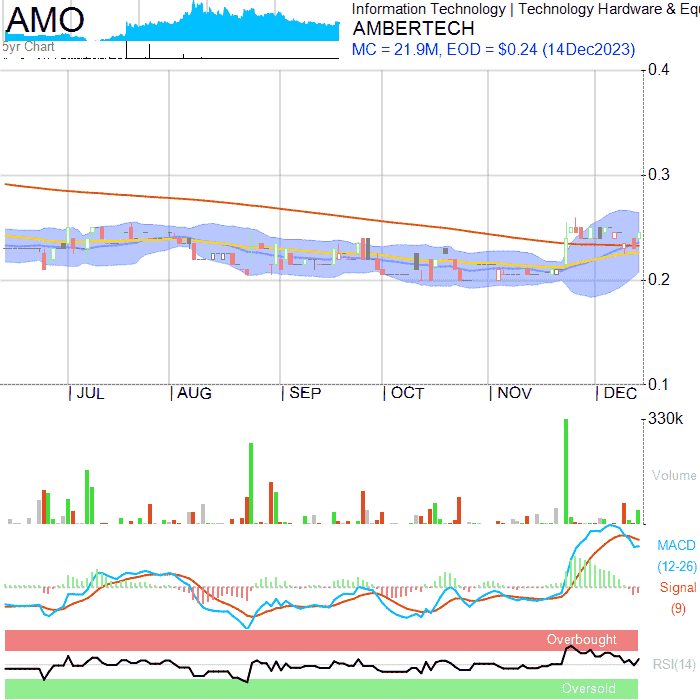 AMO
5yr Chart
Information Technology | Technology Hardware & Equ
AMBERTECH
MC = 21.9M, EOD = $0.24 (14Dec2023)
0.4
0.3
0.2
0.1
JUL
AUG
SEP
OCT
NOV
DEC
330k
Volume
MACD
(12-26)
Signal
(9)
Overbought
RSI(14)
Oversold